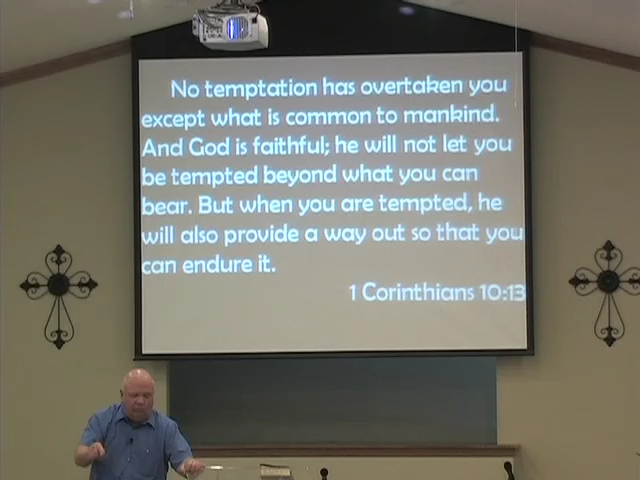 No temptation has overtaken you
except what is common to mankind.
And God is faithful; he will not let you
be tempted beyond what you can
bear. But when you are tempted, he
will also provide a way out so that you
can endure it.
1 Corinthians 10:13